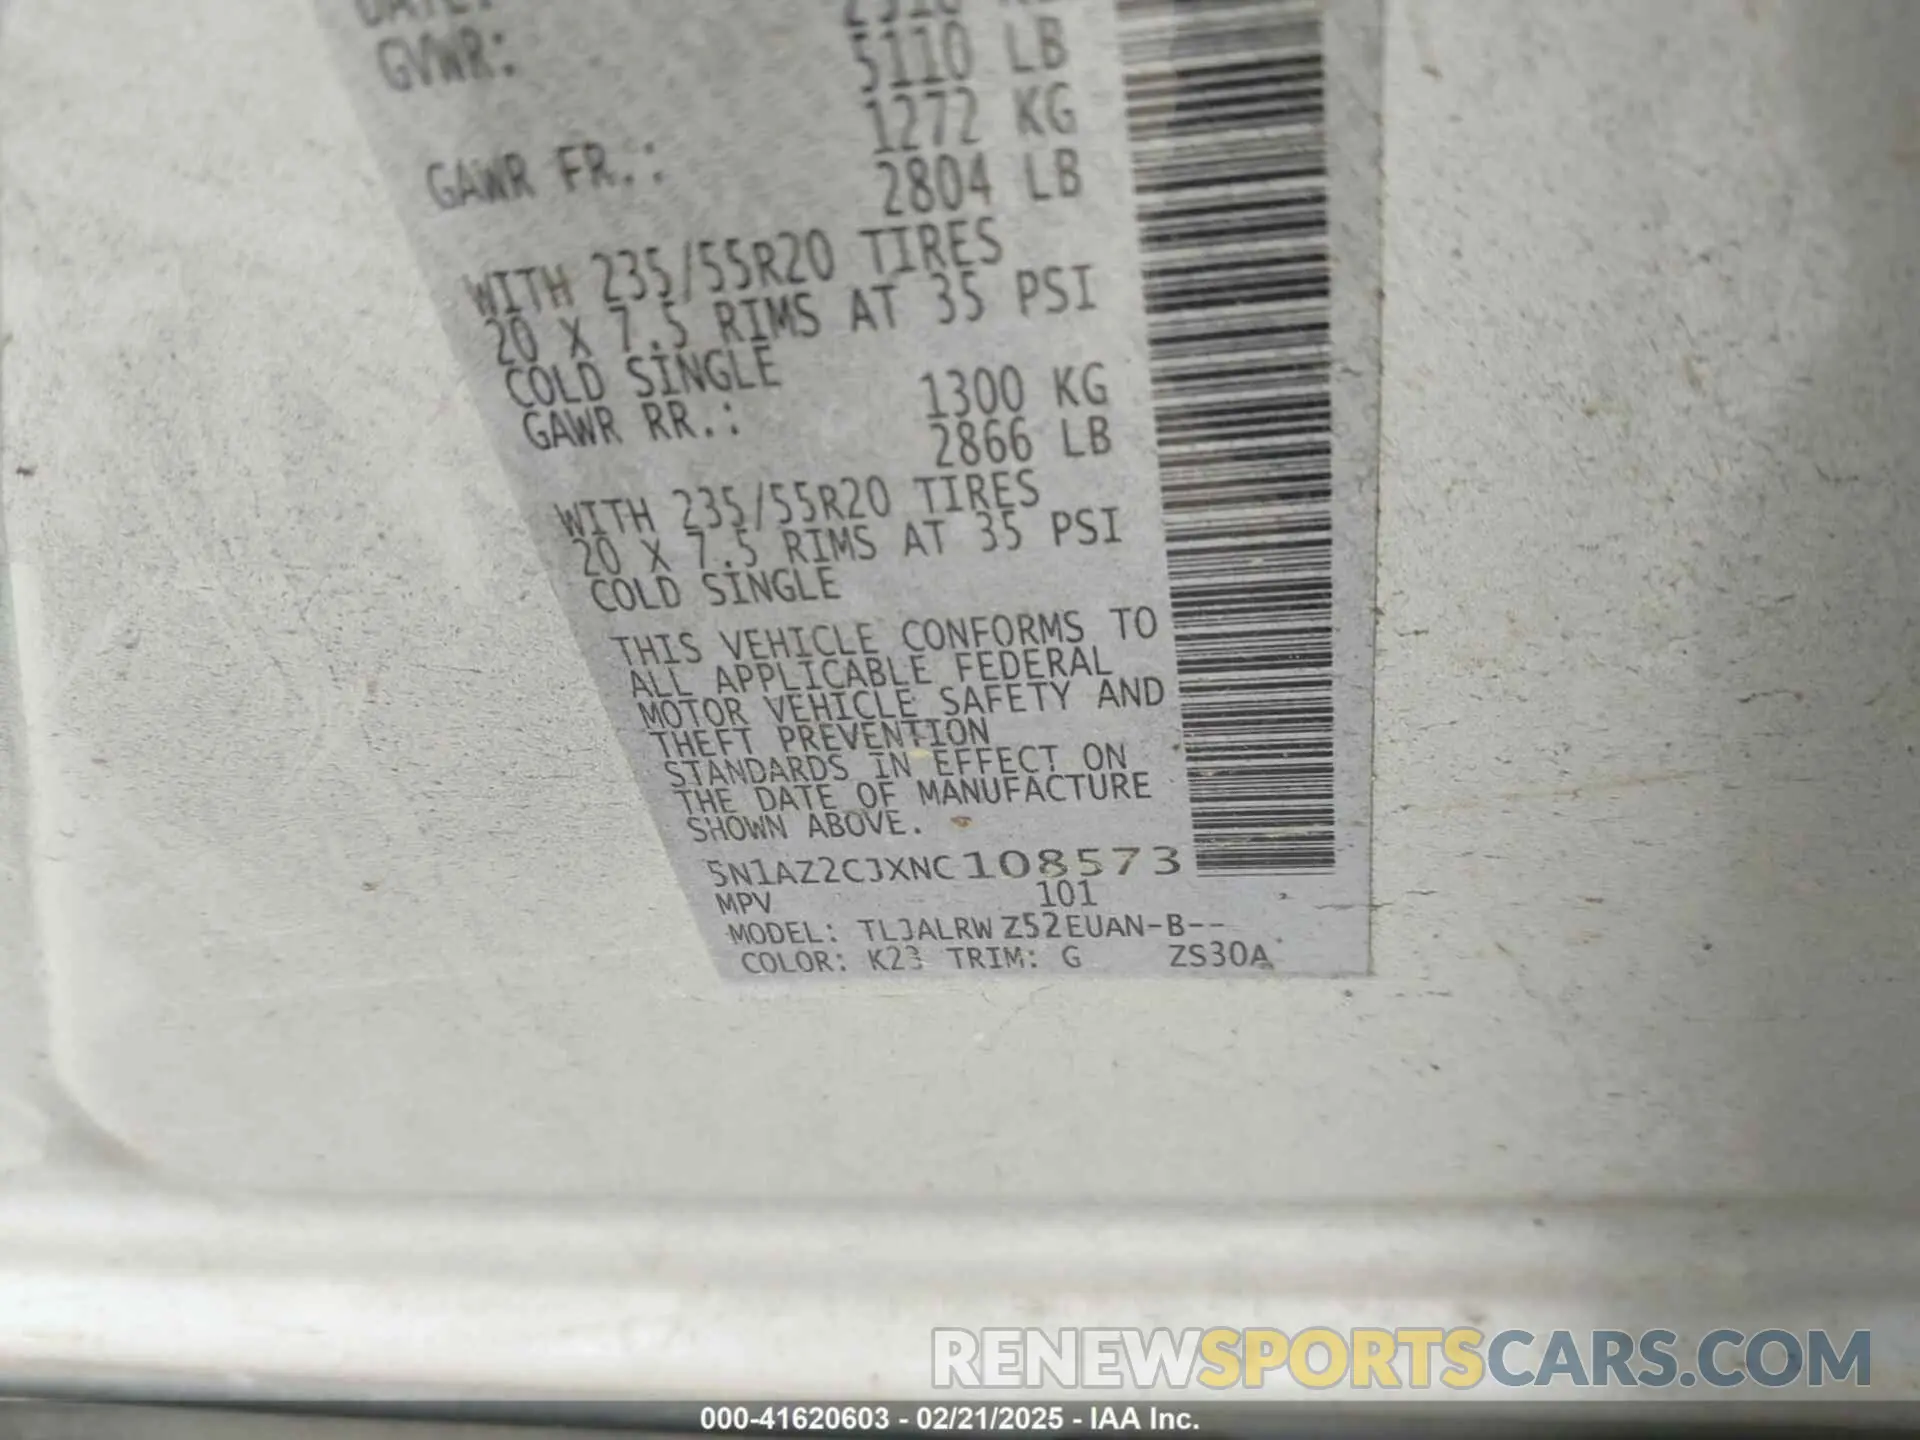 DATE:
GVWR: 5110 LB
1272 KG
GAWR FR.: 2804 LB
WITH 235/55R20 TIRES
20 X 7.5 RIMS AT 35 PSI
COLD SINGLE
1300 KG
GAWR RR.: 2866 LB
WITH 235/55R20 TIRES
20 X 7.5 RIMS AT 35 PSI
COLD SINGLE
THIS VEHICLE CONFORMS TO
ALL APPLICABLE FEDERAL
MOTOR VEHICLE SAFETY AND
THEFT PREVENTION
STANDARDS IN EFFECT ON
THE DATE OF MANUFACTURE
SHOWN ABOVE.
5N1AZ2CJXNC108573
MPV 101
MODEL: TLJALRWZ52EUAN-B--
COLOR: K23 TRIM: G ZS30A
RENEWSPORTSCARS.COM
000-41620603 - 02/21/2025 - IAA Inc.